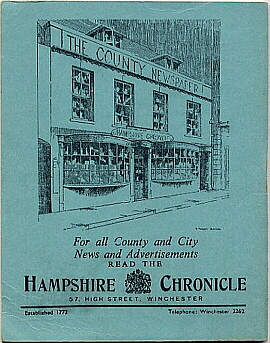 THE COUNTY NEWSPAPER
HAMPSHIRE CHRONICLE
For all County and City
News and Advertisements
READ THE
HAMPSHIRE CHRONICLE
57, HIGH STREET, WINCHESTER
Established 1772 Telephone: Winchester 2262